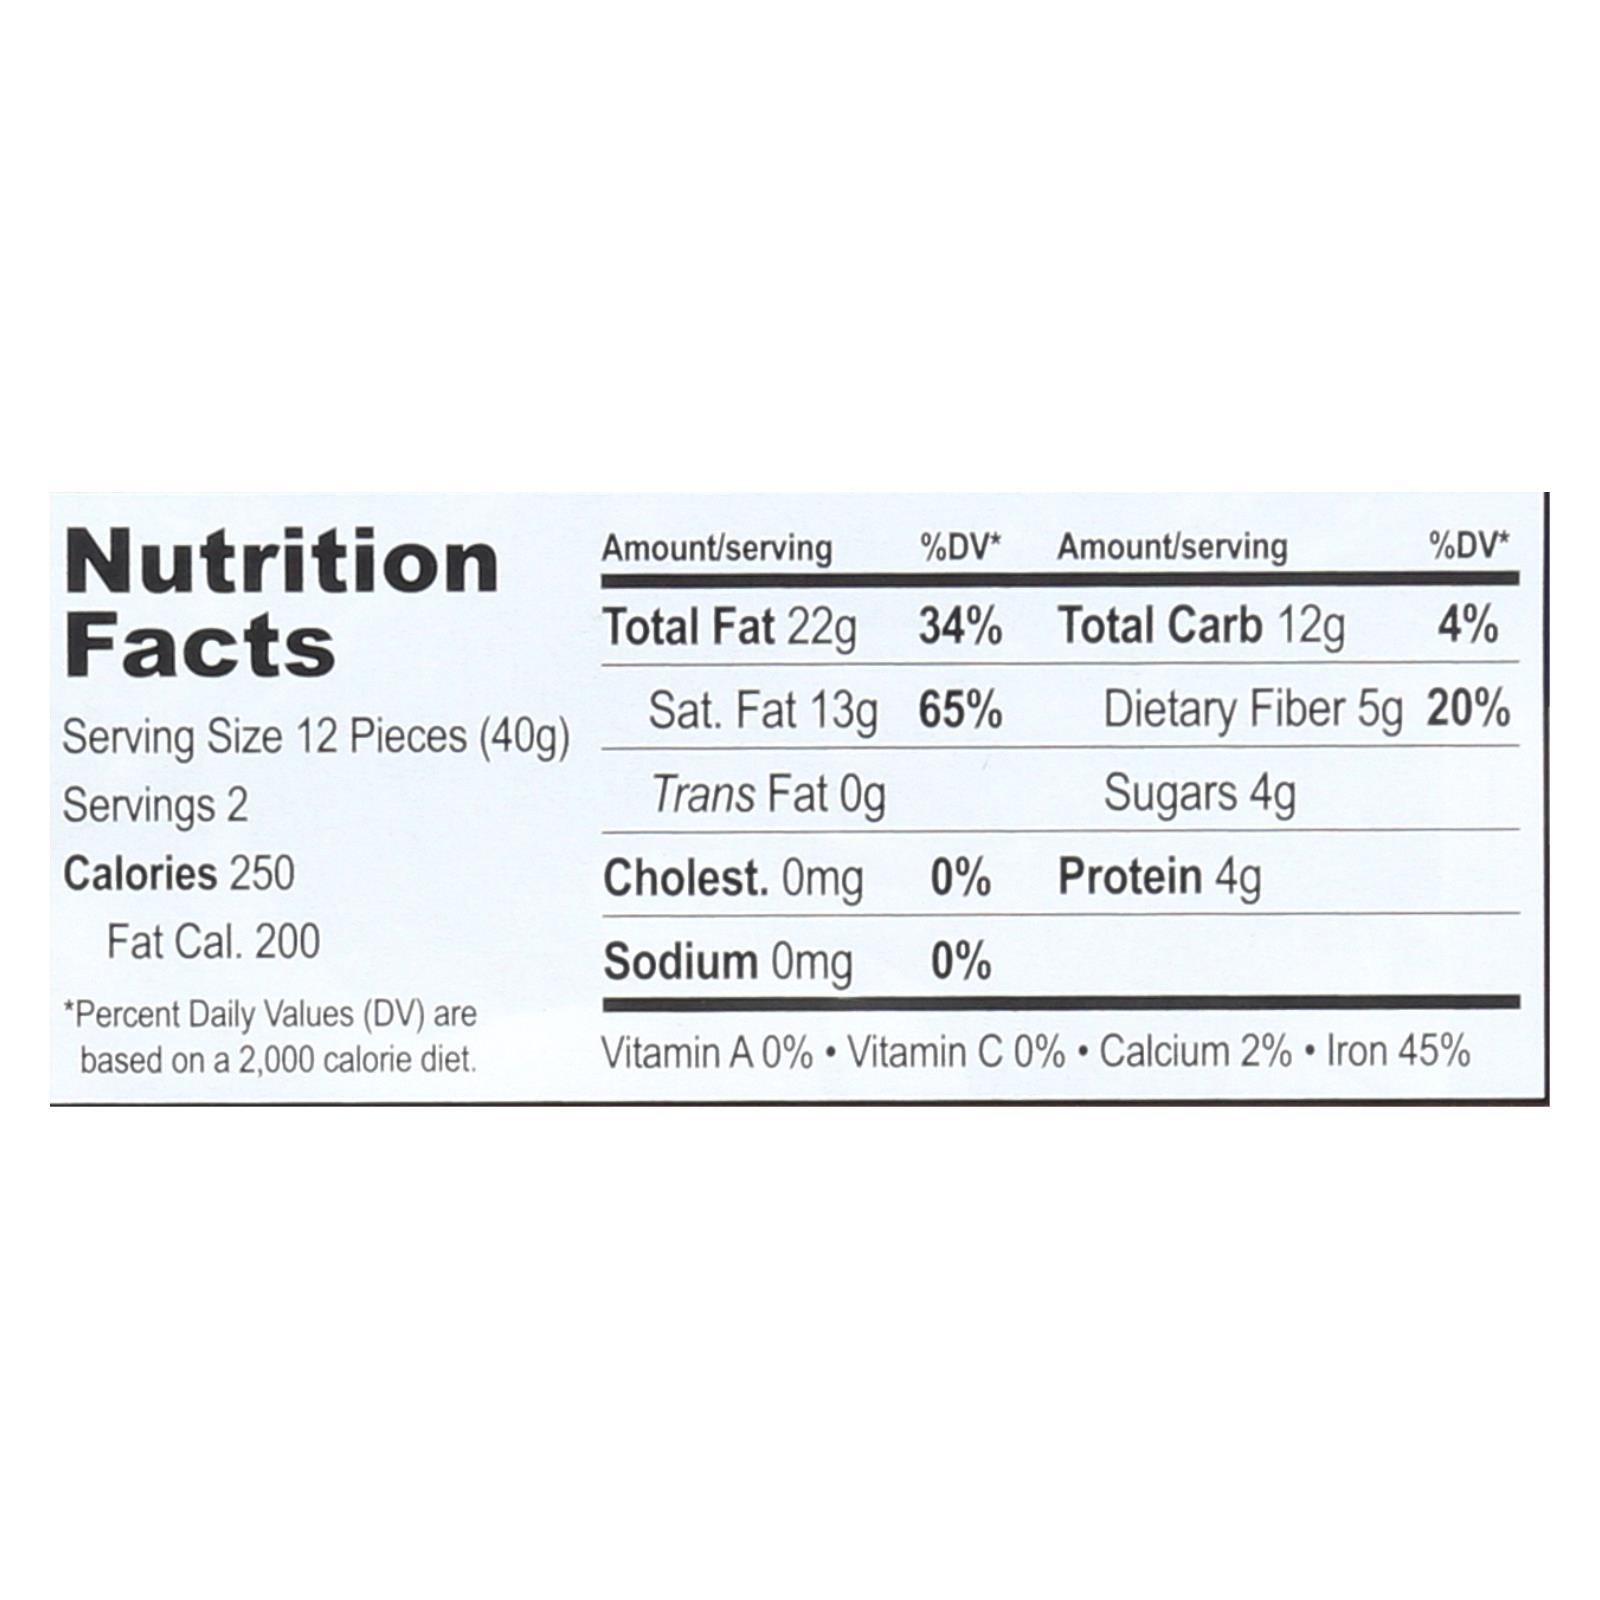 Nutrition
Facts
Serving Size 12 Pieces (40g)
Servings 2
Calories 250
Fat Cal. 200
*Percent Daily Values (DV) are
based on a 2,000 calorie diet.
Amount/serving %DV* Amount/serving %DV*
Total Fat 22g 34% Total Carb 12g 4%
Sat. Fat 13g 65% Dietary Fiber 5g 20%
Trans Fat 0g Sugars 4g
Cholest. 0mg 0% Protein 4g
Sodium 0mg 0%
Vitamin A 0% • Vitamin C 0% • Calcium 2% • Iron 45%